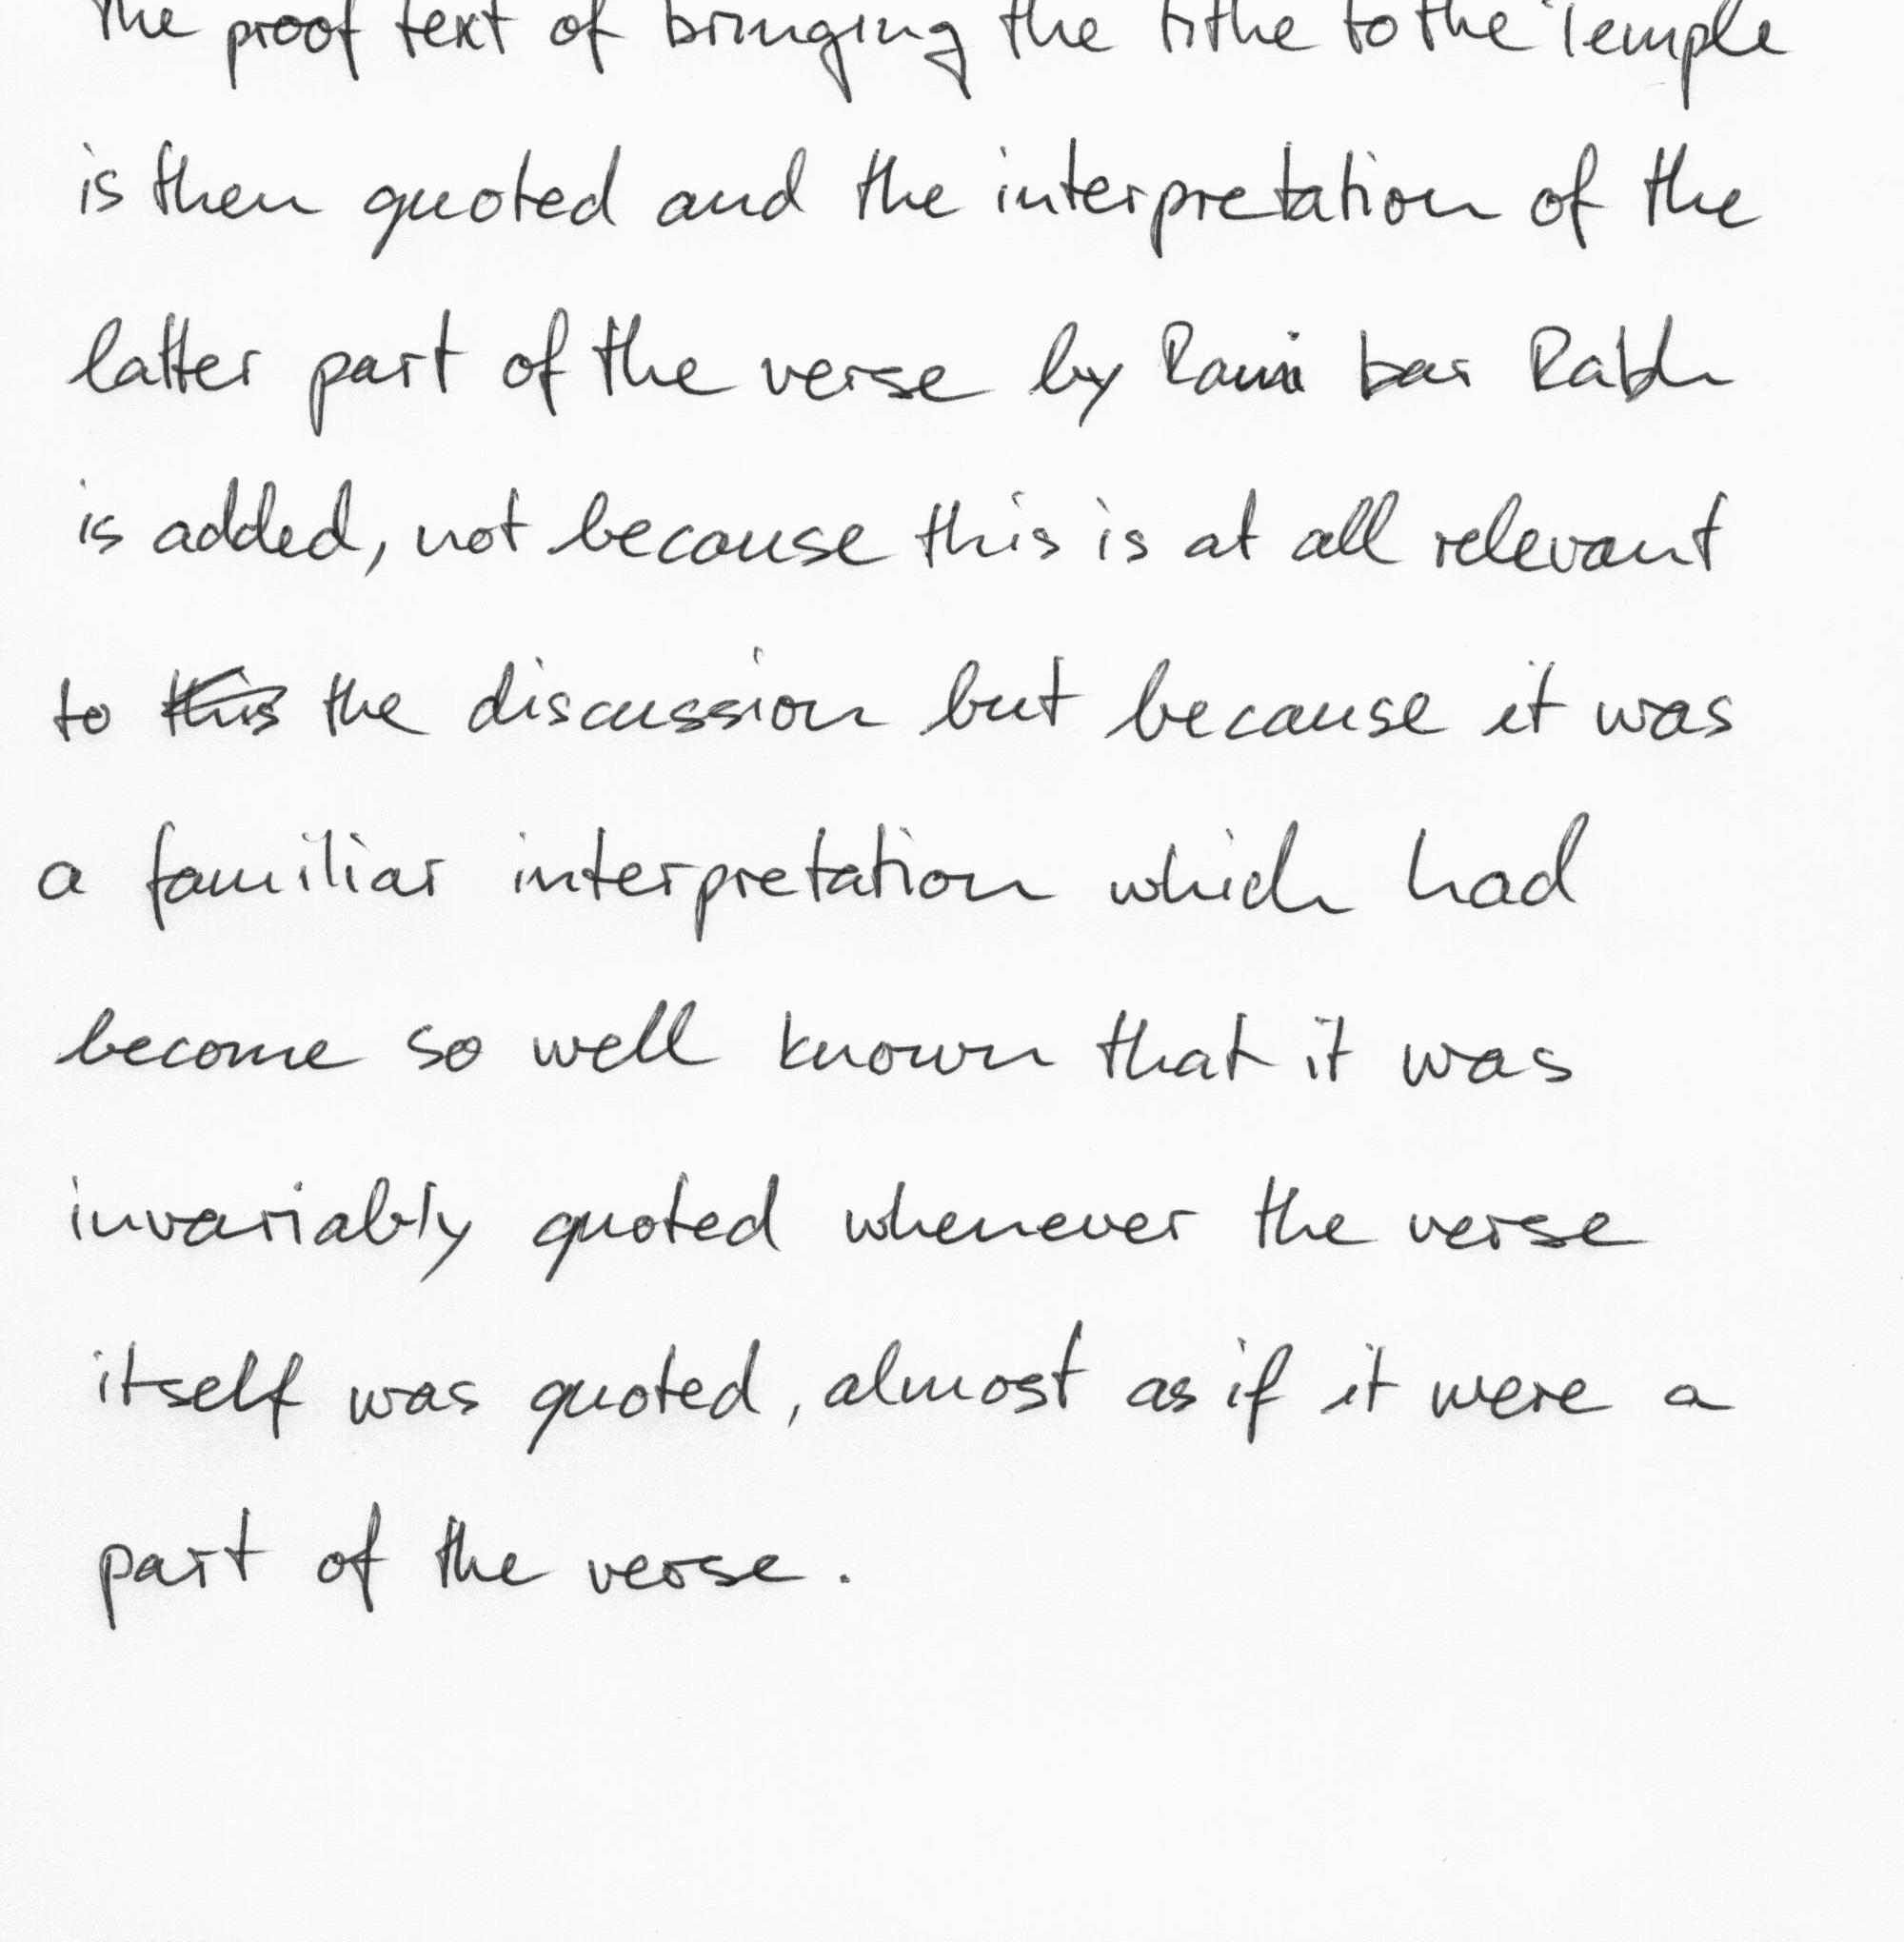 The proof text of bringing the tithe to the Temple
is then quoted and the interpretation of the
latter part of the verse by Rami bar Rabh
is added, not because this is at all relevant
to this the discussion but because it was
a familiar interpretation which had
become so well known that it was
invariably quoted whenever the verse
itself was quoted, almost as if it were a
part of the verse.